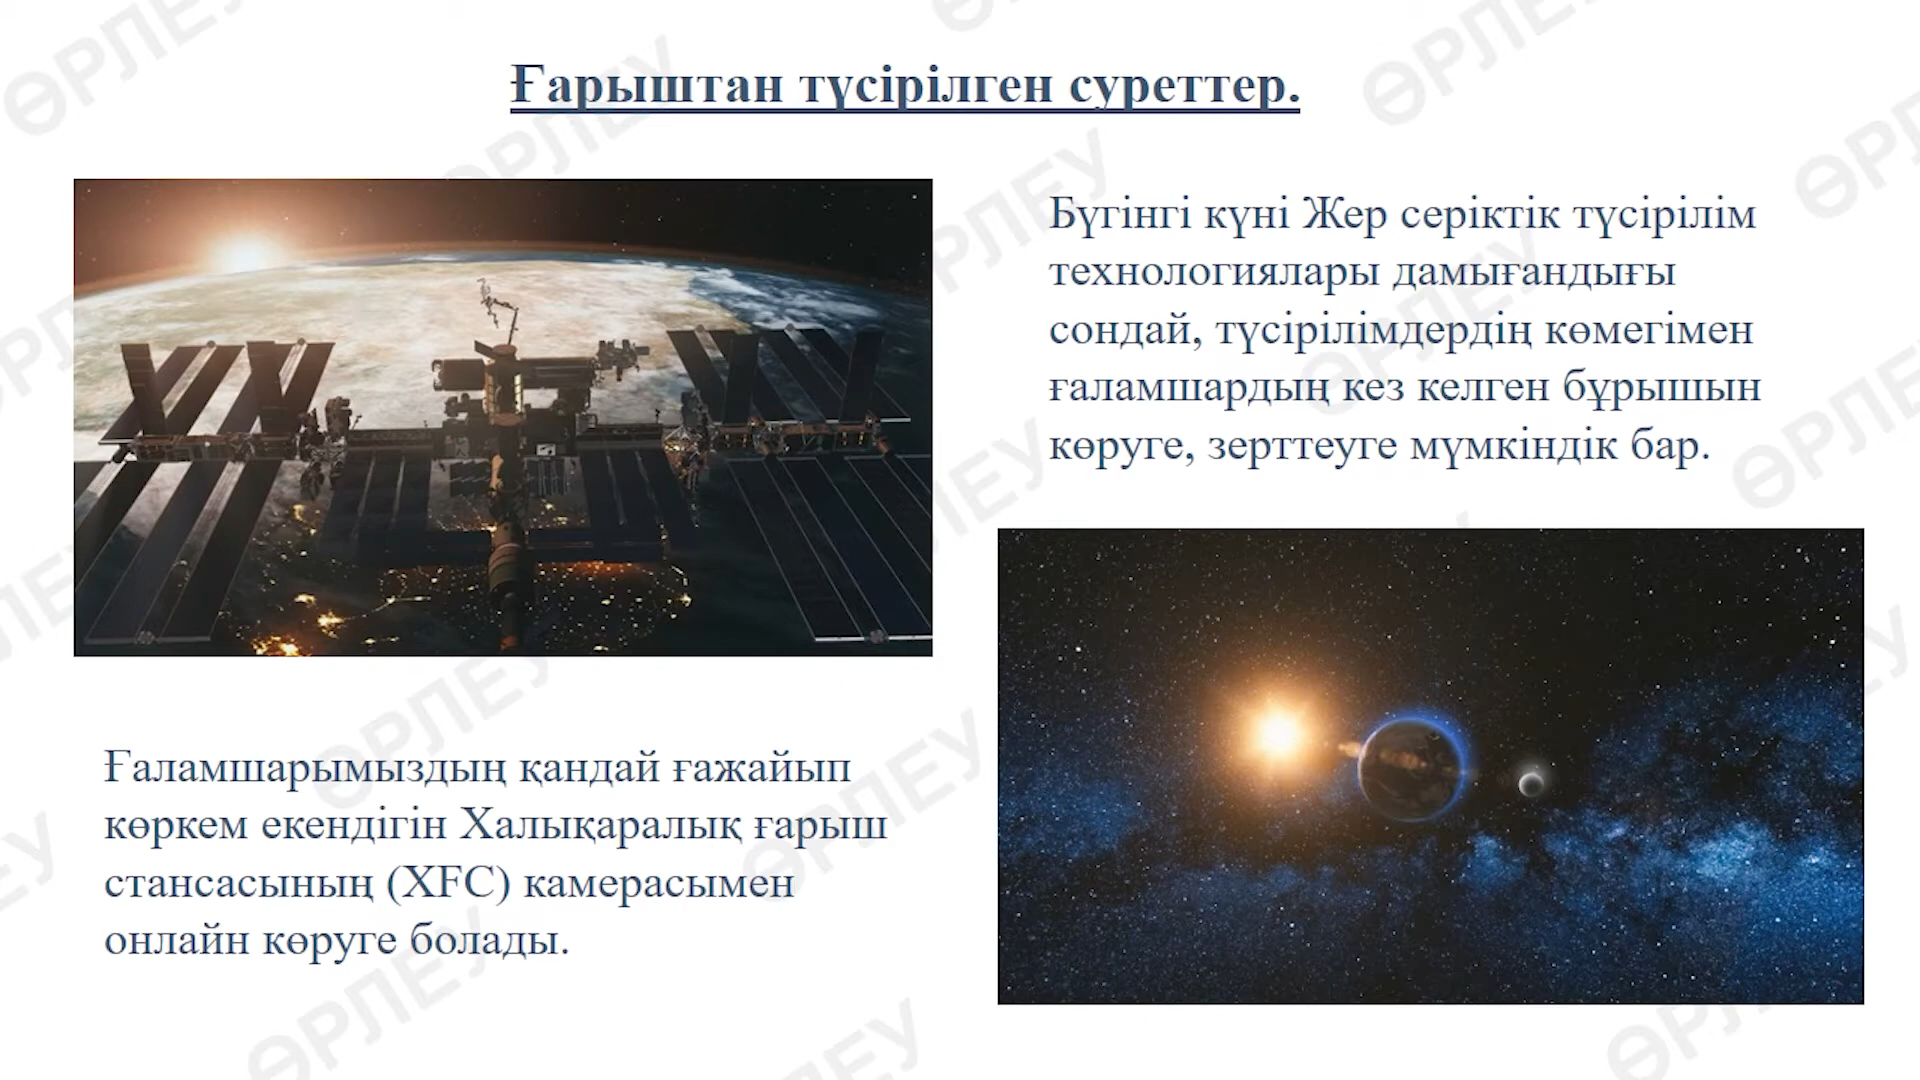 Ғарыштан түсірілген суреттер.
Бүгінгі күні Жер серіктік түсірілім
технологиялары дамығандығы
сондай, түсірілімдердің көмегімен
ғаламшардың кез келген бұрышын
көруге, зерттеуге мүмкіндік бар.
Ғаламшарымыздың қандай ғажайып
көркем екендігін Халықаралық ғарыш
стансасының (ХҒС) камерасымен
онлайн көруге болады.
ӨРЛЕУ